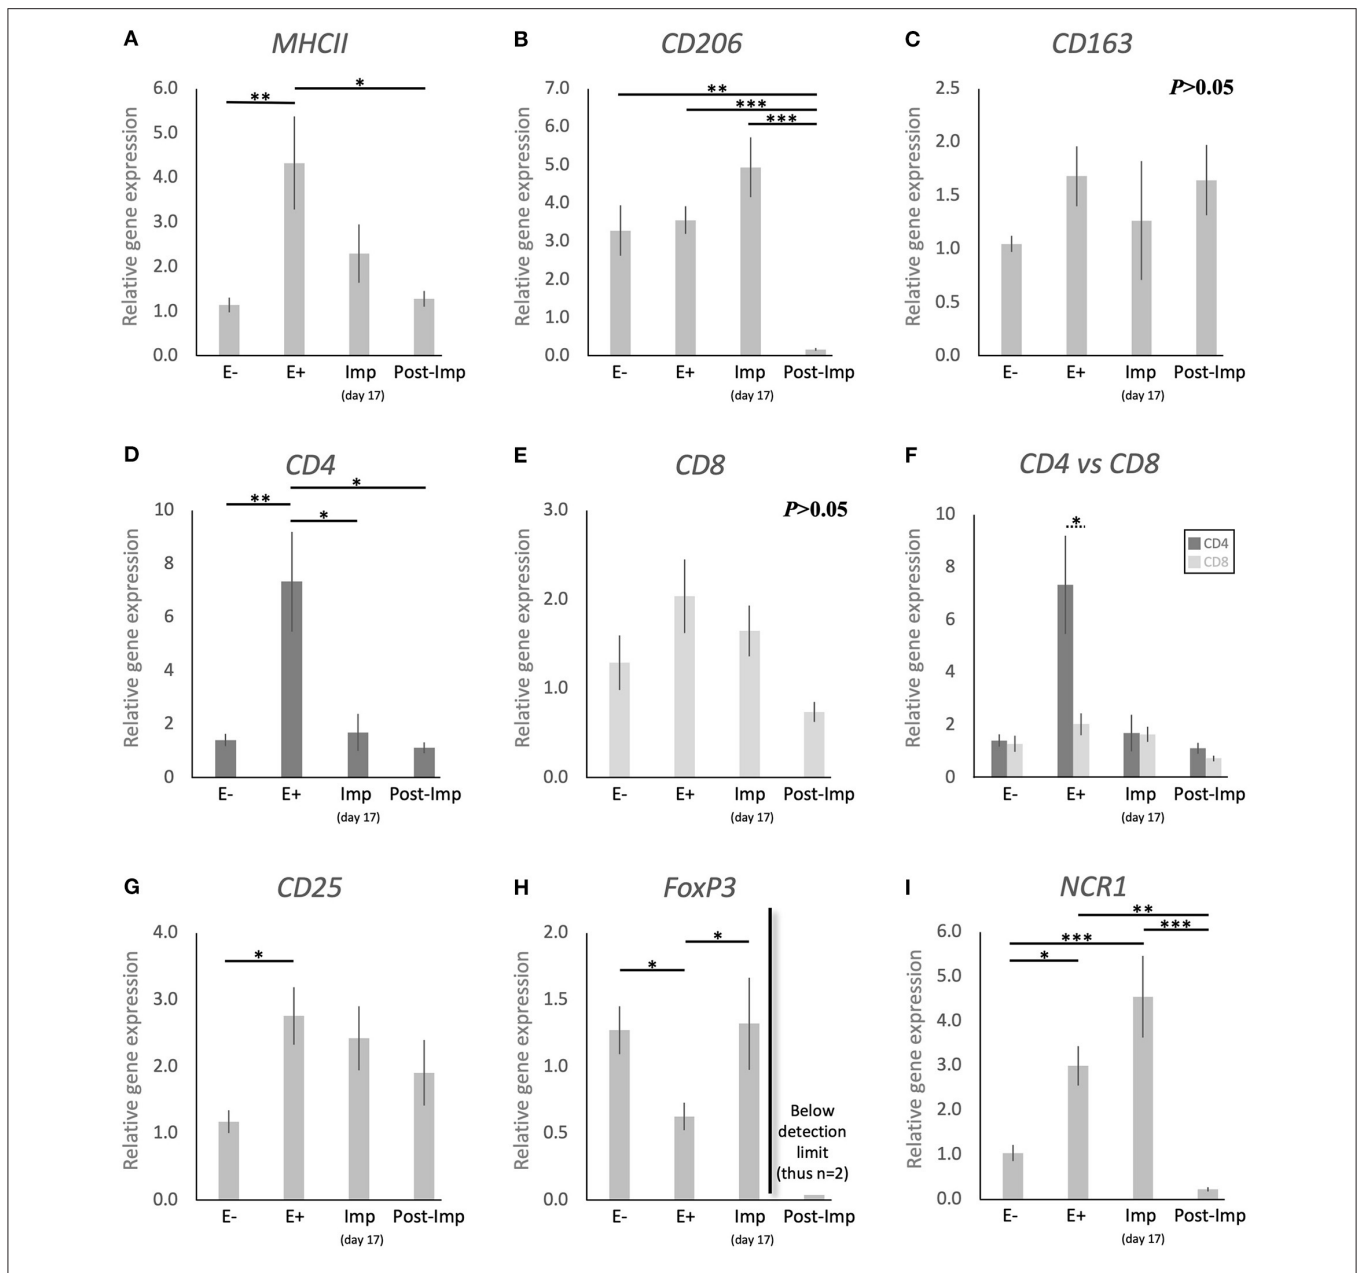 A MHCII
Relative gene expression
6.0
5.0
4.0
3.0
2.0
1.0
0.0
** *
E- E+ Imp Post-Imp
(day 17)
B CD206
Relative gene expression
7.0
6.0
5.0
4.0
3.0
2.0
1.0
0.0
**
***
***
E- E+ Imp Post-Imp
(day 17)
C CD163
Relative gene expression
2.5
2.0
1.5
1.0
0.5
0.0
P>0.05
E- E+ Imp Post-Imp
(day 17)
D CD4
Relative gene expression
10
8
6
4
2
0
*
**
*
E- E+ Imp Post-Imp
(day 17)
E CD8
Relative gene expression
3.0
2.0
1.0
0.0
P>0.05
E- E+ Imp Post-Imp
(day 17)
F CD4 vs CD8
Relative gene expression
10
8
6
4
2
0
*
CD4
CD8
E- E+ Imp Post-Imp
(day 17)
G CD25
Relative gene expression
4.0
3.0
2.0
1.0
0.0
*
E- E+ Imp Post-Imp
(day 17)
H FoxP3
Relative gene expression
2.0
1.5
1.0
0.5
0.0
*
*
Below
detection
limit
(thus n=2)
E- E+ Imp Post-Imp
(day 17)
I NCR1
Relative gene expression
6.0
5.0
4.0
3.0
2.0
1.0
0.0
**
***
***
*
E- E+ Imp Post-Imp
(day 17)